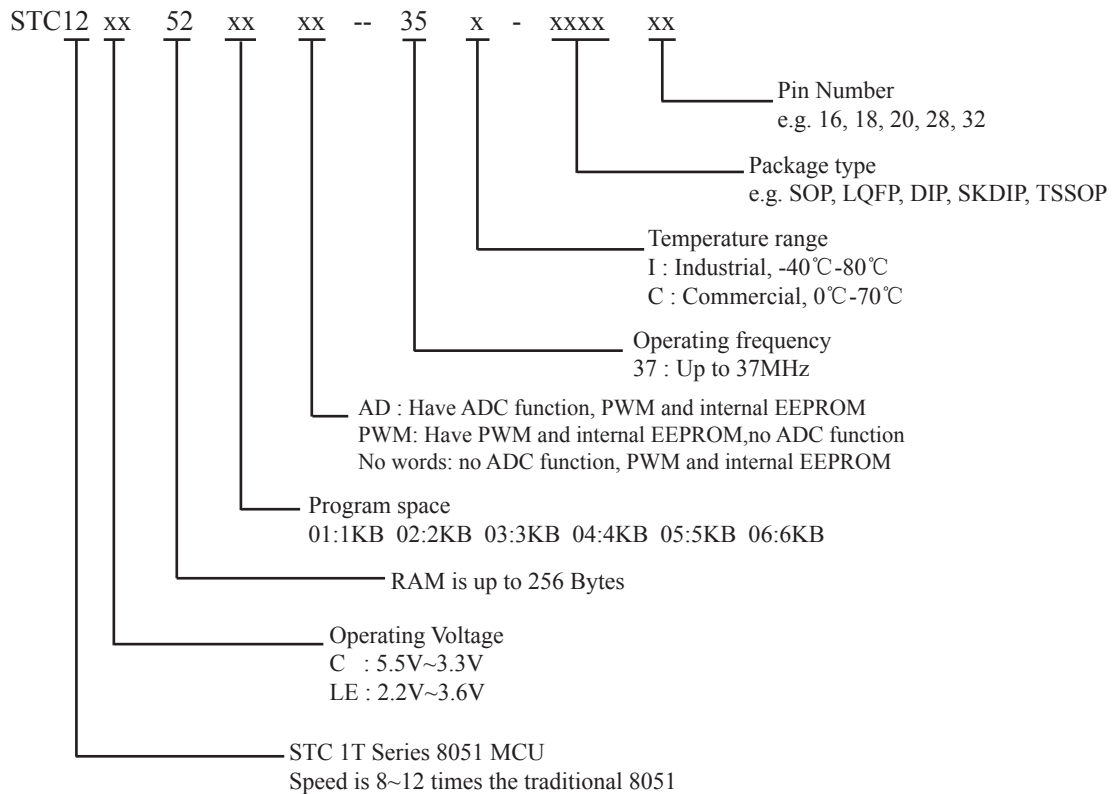 STC12 xx 52 xx xx -- 35 x - xxxx xx
Pin Number
e.g. 16, 18, 20, 28, 32
Package type
e.g. SOP, LQFP, DIP, SKDIP, TSSOP
Temperature range
I : Industrial, -40℃-80℃
C : Commercial, 0℃-70℃
Operating frequency
37 : Up to 37MHz
AD : Have ADC function, PWM and internal EEPROM
PWM: Have PWM and internal EEPROM,no ADC function
No words: no ADC function, PWM and internal EEPROM
Program space
01:1KB 02:2KB 03:3KB 04:4KB 05:5KB 06:6KB
RAM is up to 256 Bytes
Operating Voltage
C : 5.5V~3.3V
LE : 2.2V~3.6V
STC 1T Series 8051 MCU
Speed is 8~12 times the traditional 8051